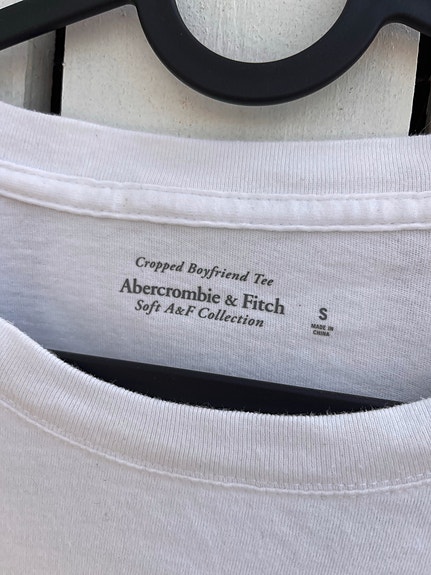 Cropped Boyfriend Tee
Abercrombie & Fitch
Soft A&F Collection
S
MADE IN
CHINA